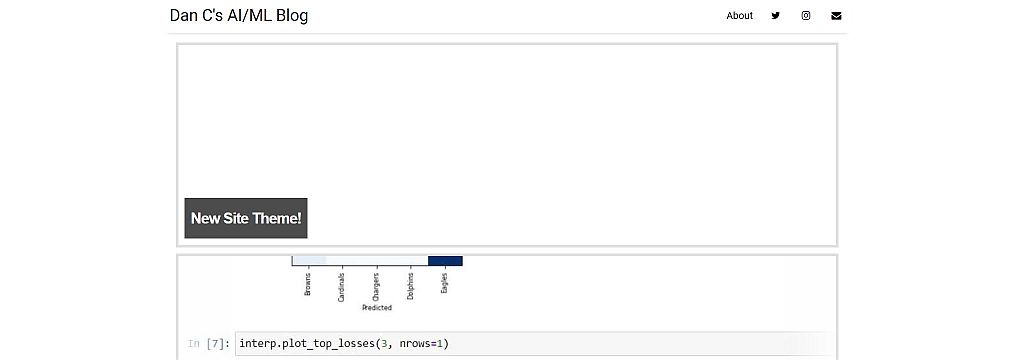 Dan C's AI/ML Blog
About
New Site Theme!
Browns
Cardinals
Chargers
Dolphins
Eagles
Predicted
In [7]: interp.plot_top_losses(3, nrows=1)